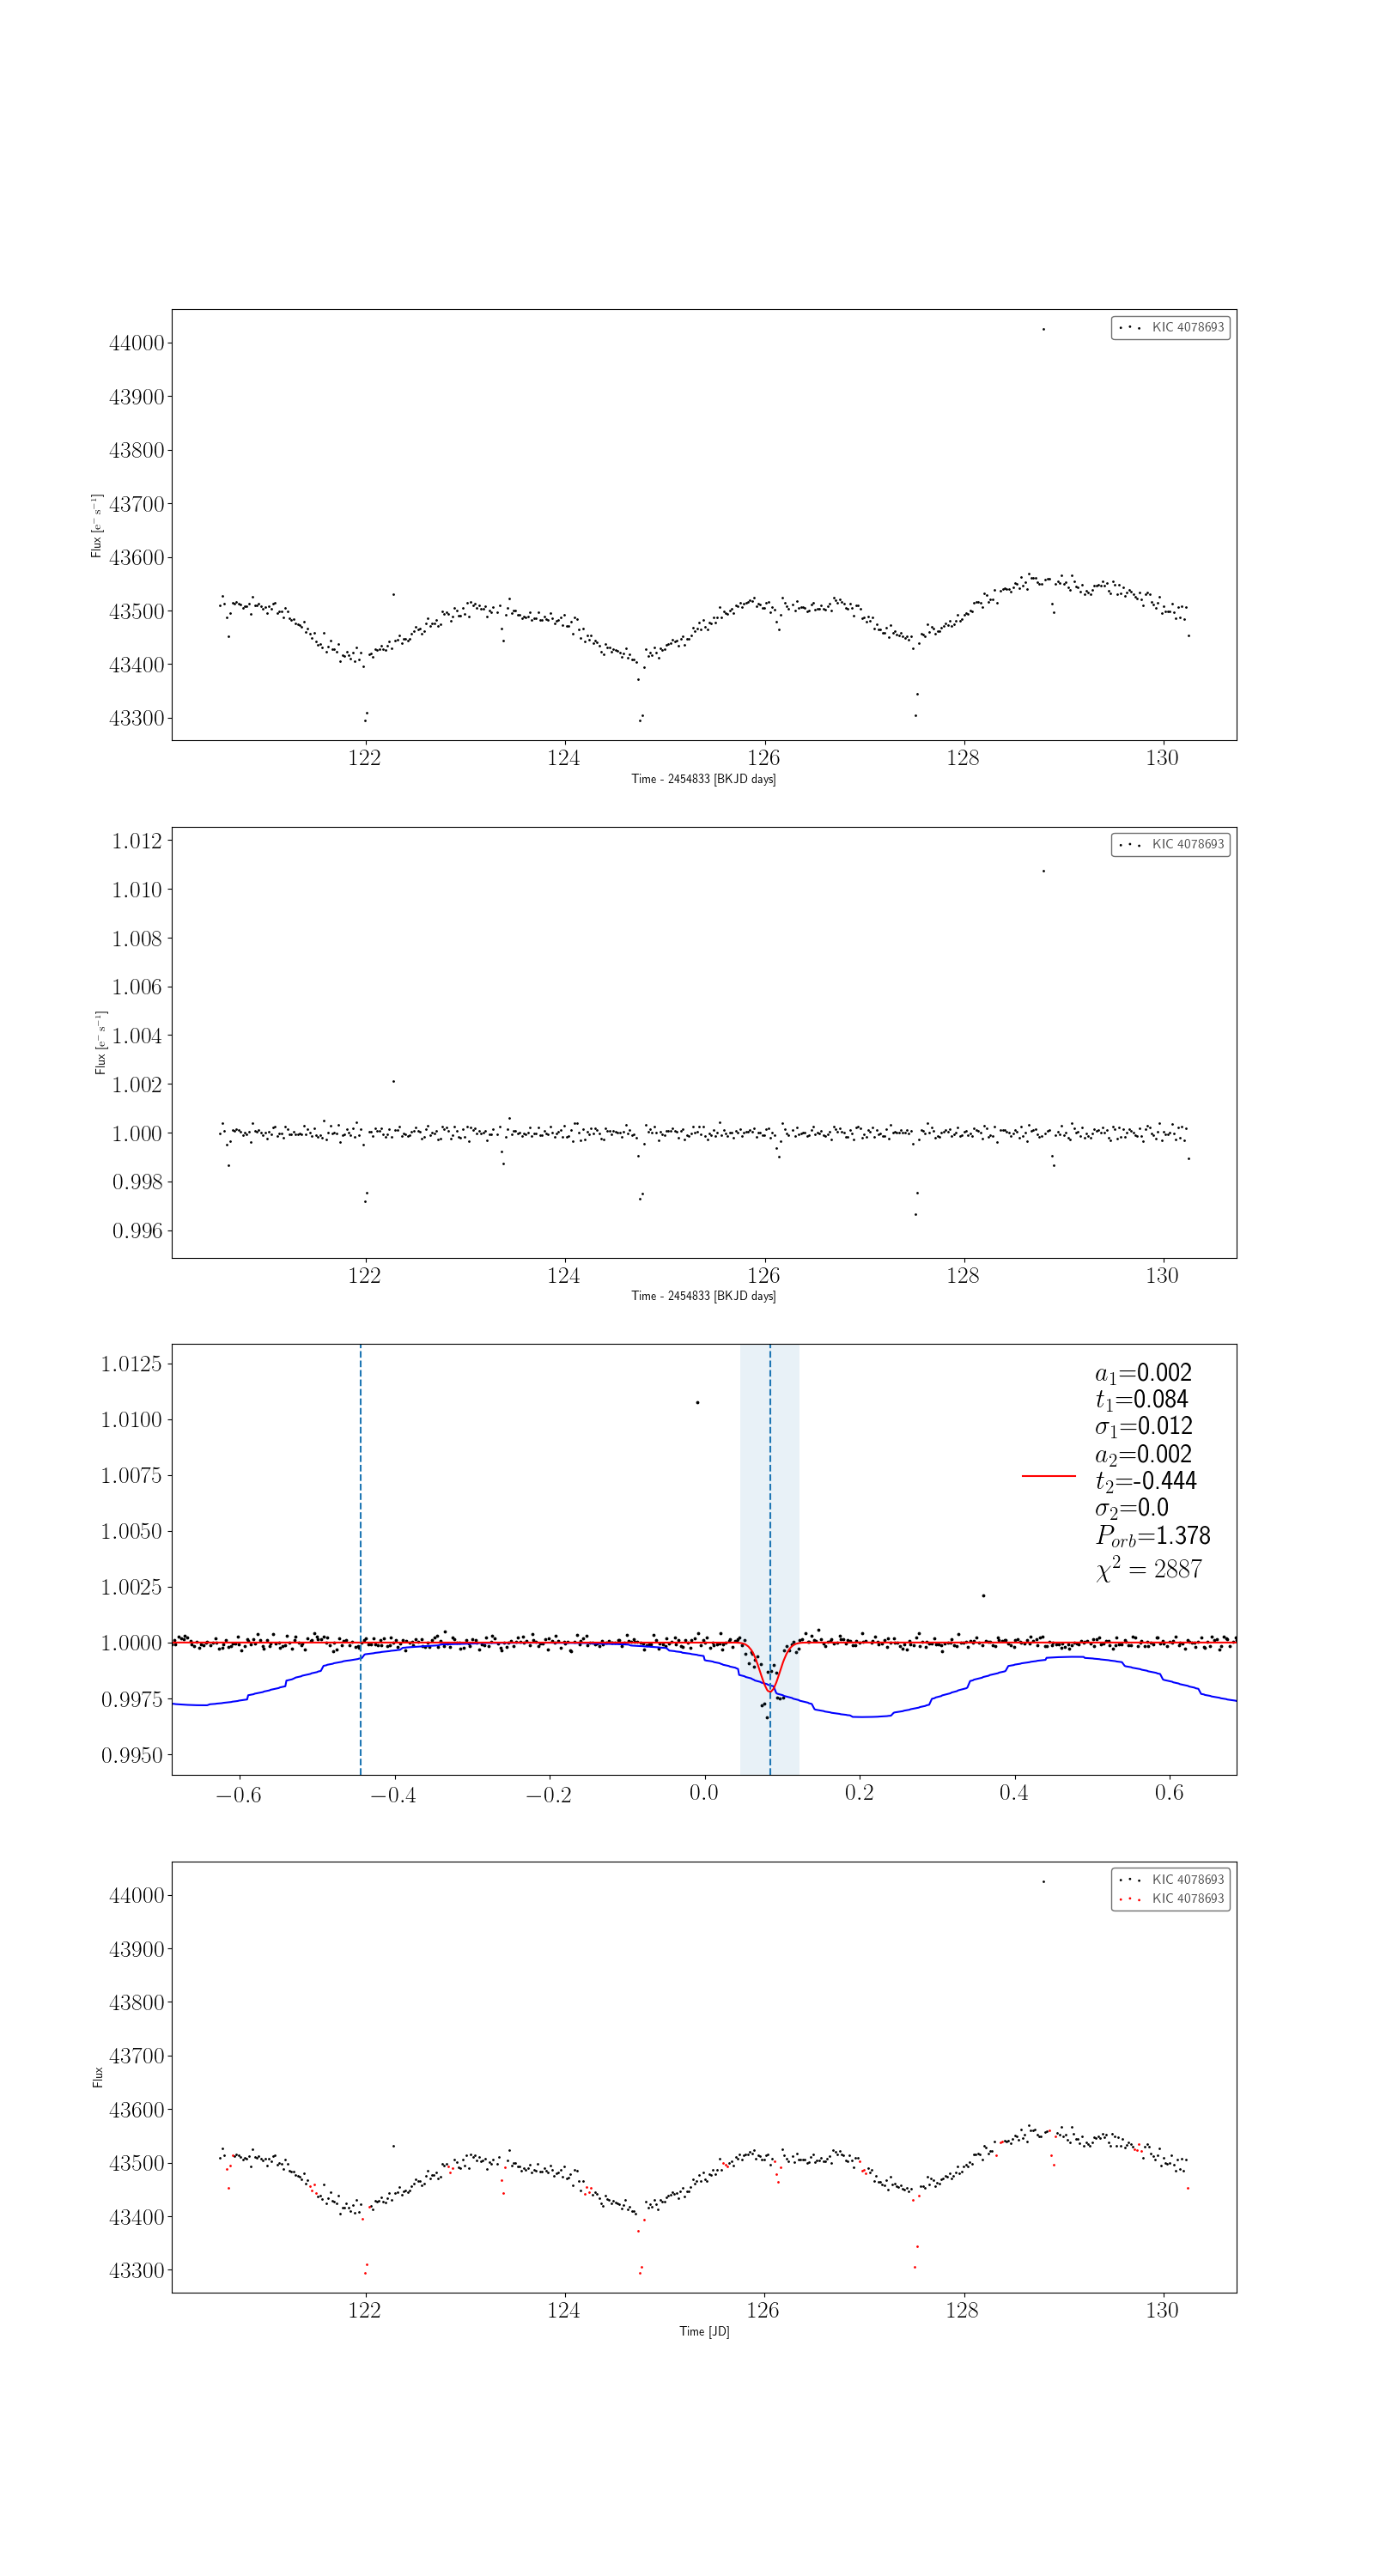 44000
43900
43800
43700
43600
43500
43400
43300
Flux [e⁻ s⁻¹]
KIC 4078693
122 124 126 128 130
Time - 2454833 [BKJD days]
1.012
1.010
1.008
1.006
1.004
1.002
1.000
0.998
0.996
Flux [e⁻ s⁻¹]
KIC 4078693
122 124 126 128 130
Time - 2454833 [BKJD days]
1.0125
1.0100
1.0075
1.0050
1.0025
1.0000
0.9975
0.9950
a₁=0.002
t₁=0.084
σ₁=0.012
a₂=0.002
t₂=-0.444
σ₂=0.0
P_orb=1.378
χ² = 2887
−0.6 −0.4 −0.2 0.0 0.2 0.4 0.6
44000
43900
43800
43700
43600
43500
43400
43300
Flux
KIC 4078693
KIC 4078693
122 124 126 128 130
Time [JD]